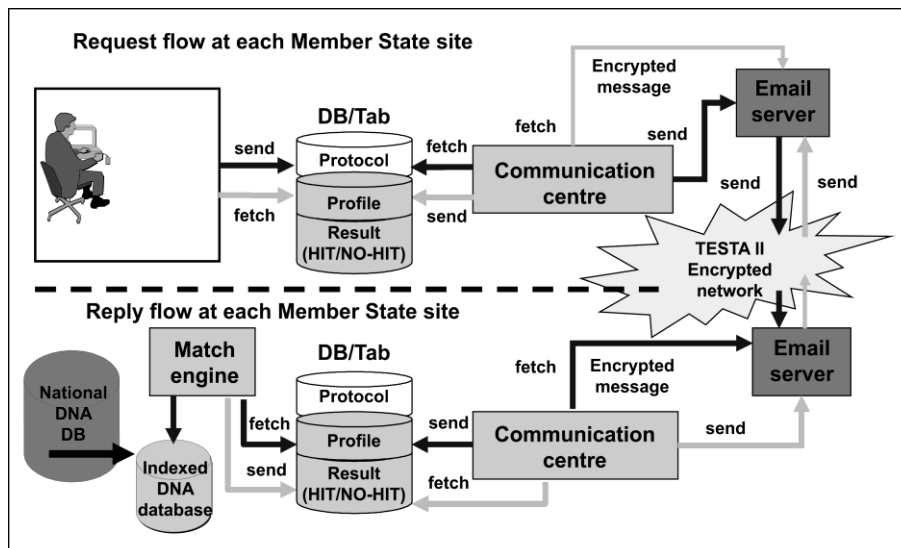 Request flow at each Member State site
Encrypted
message
Email
server
DB/Tab
fetch
send
Protocol
fetch
send
Communication
centre
Profile
fetch
send
Result
(HIT/NO-HIT)
send
send
TESTA II
Encrypted
network
Reply flow at each Member State site
Match
engine
DB/Tab
fetch
Encrypted
message
Email
server
National
DNA
DB
Protocol
fetch
send
Profile
Communication
centre
send
send
Indexed
DNA
database
Result
(HIT/NO-HIT)
fetch